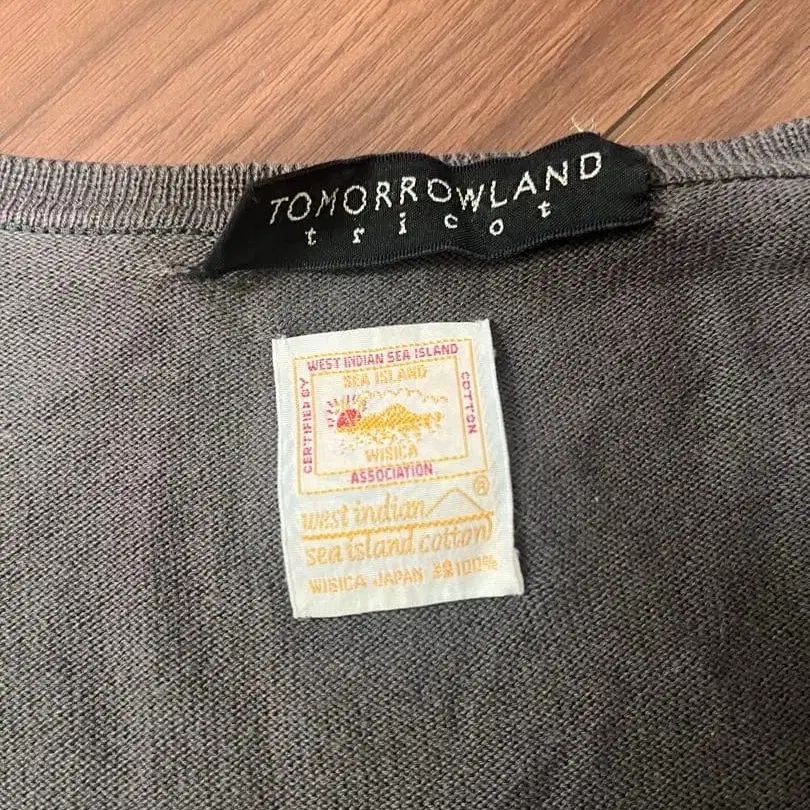 TOMORROWLAND
tricot
WEST INDIAN SEA ISLAND
CERTIFIED BY
SEA ISLAND
COTTON
WISICA
ASSOCIATION
west indian ®
sea island cotton
WISICA JAPAN 綿100%